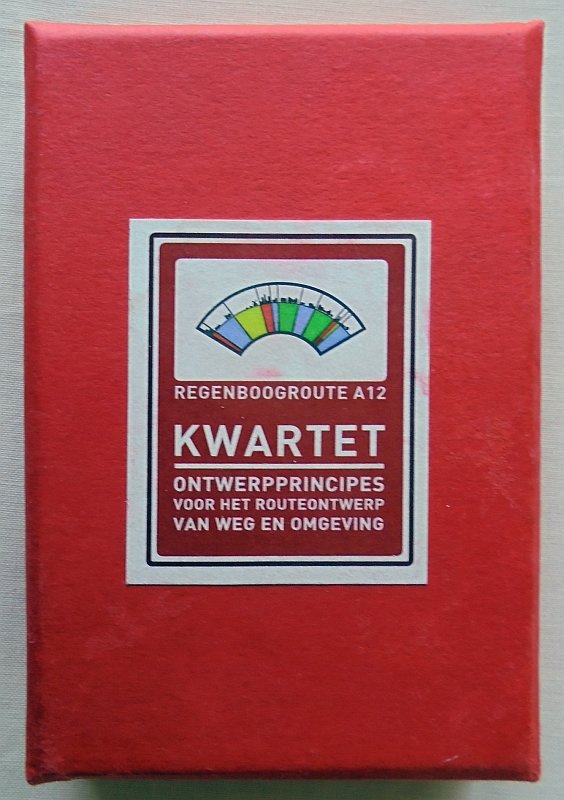 REGENBOOGROUTE A12
KWARTET
ONTWERPPRINCIPES
VOOR HET ROUTEONTWERP
VAN WEG EN OMGEVING